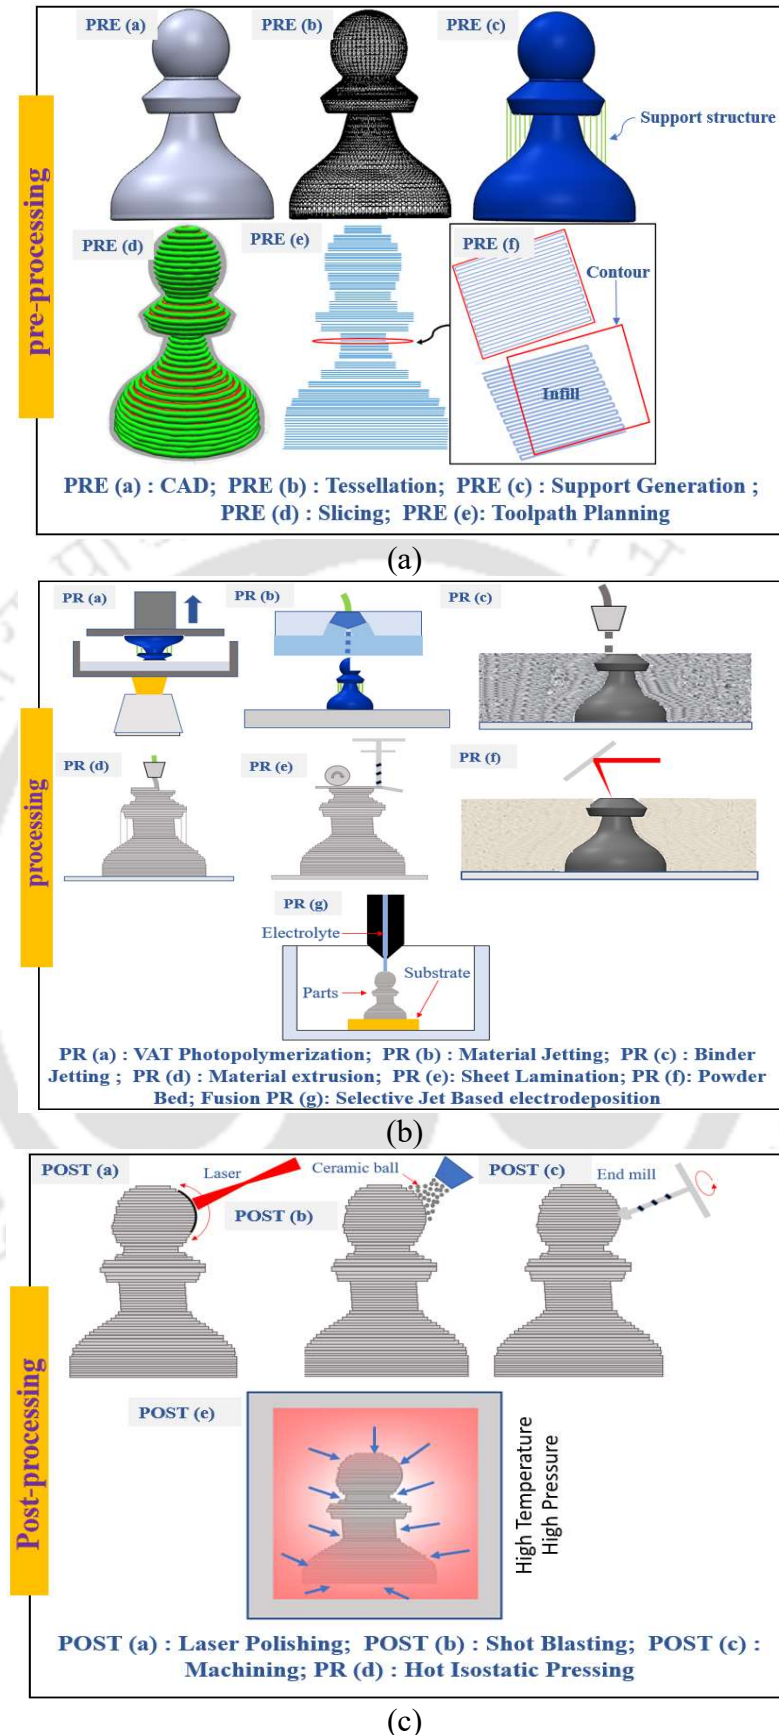 PRE (a)
PRE (b)
PRE (c)
Support structure
pre-processing
PRE (d)
PRE (e)
PRE (f)
Contour
Infill
PRE (a) : CAD; PRE (b) : Tessellation; PRE (c) : Support Generation ;
PRE (d) : Slicing; PRE (e): Toolpath Planning
(a)
PR (a)
PR (b)
PR (c)
processing
PR (d)
PR (e)
PR (f)
PR (g)
Electrolyte
Substrate
Parts
PR (a) : VAT Photopolymerization; PR (b) : Material Jetting; PR (c) : Binder
Jetting ; PR (d) : Material extrusion; PR (e): Sheet Lamination; PR (f): Powder
Bed; Fusion PR (g): Selective Jet Based electrodeposition
(b)
POST (a)
Laser
POST (b)
Ceramic ball
POST (c)
End mill
Post-processing
POST (e)
High Temperature
High Pressure
POST (a) : Laser Polishing; POST (b) : Shot Blasting; POST (c) :
Machining; PR (d) : Hot Isostatic Pressing
(c)